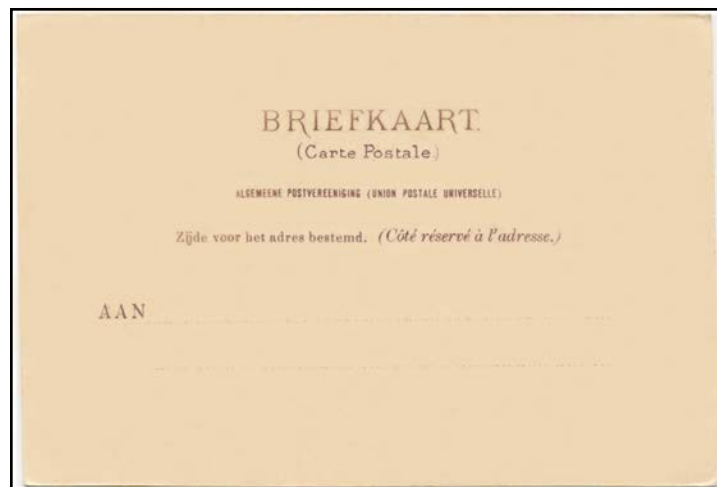 BRIEFKAART.
(Carte Postale.)
ALGEMEENE POSTVEREENIGING (UNION POSTALE UNIVERSELLE)
Zijde voor het adres bestemd. (Côté réservé à l'adresse.)
AAN